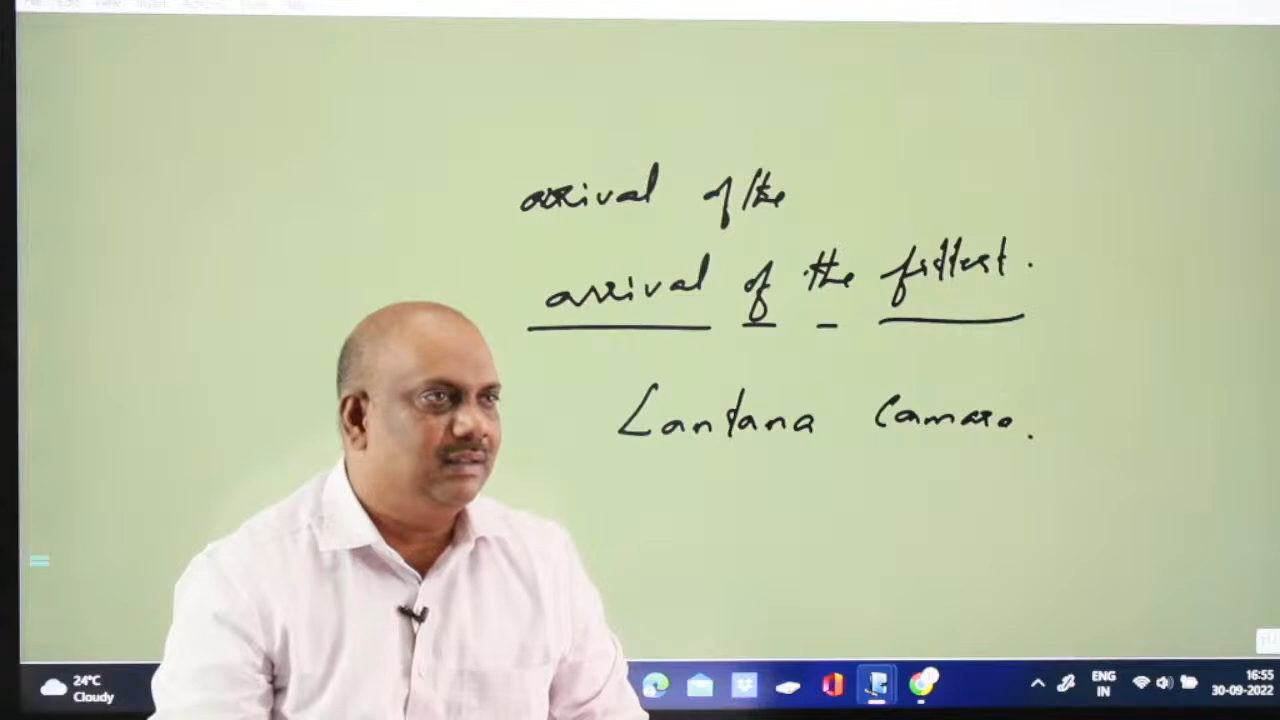 arrival of the
arrival of the fittest.
Lantana Camara.
24°C
Cloudy
ENG
IN
16:55
30-09-2022